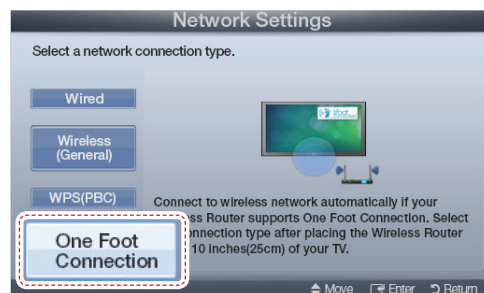 Network Settings
Select a network connection type.
Wired
Wireless
(General)
WPS(PBC)
One Foot
Connection
Connect to wireless network automatically if your
ss Router supports One Foot Connection. Select
onnection type after placing the Wireless Router
10 inches(25cm) of your TV.
Move Enter Return